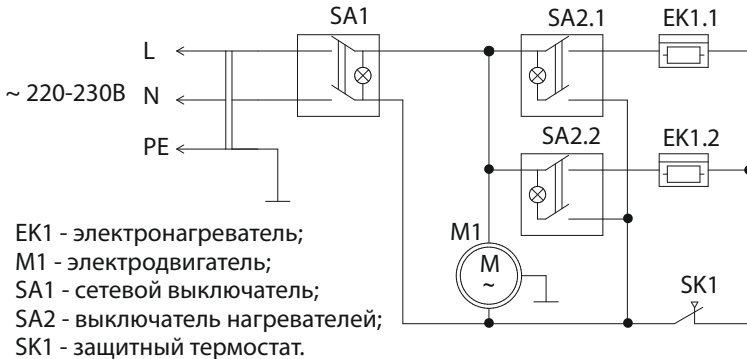 SA1
SA2.1
EK1.1
L
~ 220-230В
N
PE
SA2.2
EK1.2
M1
M
~
SK1
EK1 - электронагреватель;
M1 - электродвигатель;
SA1 - сетевой выключатель;
SA2 - выключатель нагревателей;
SK1 - защитный термостат.